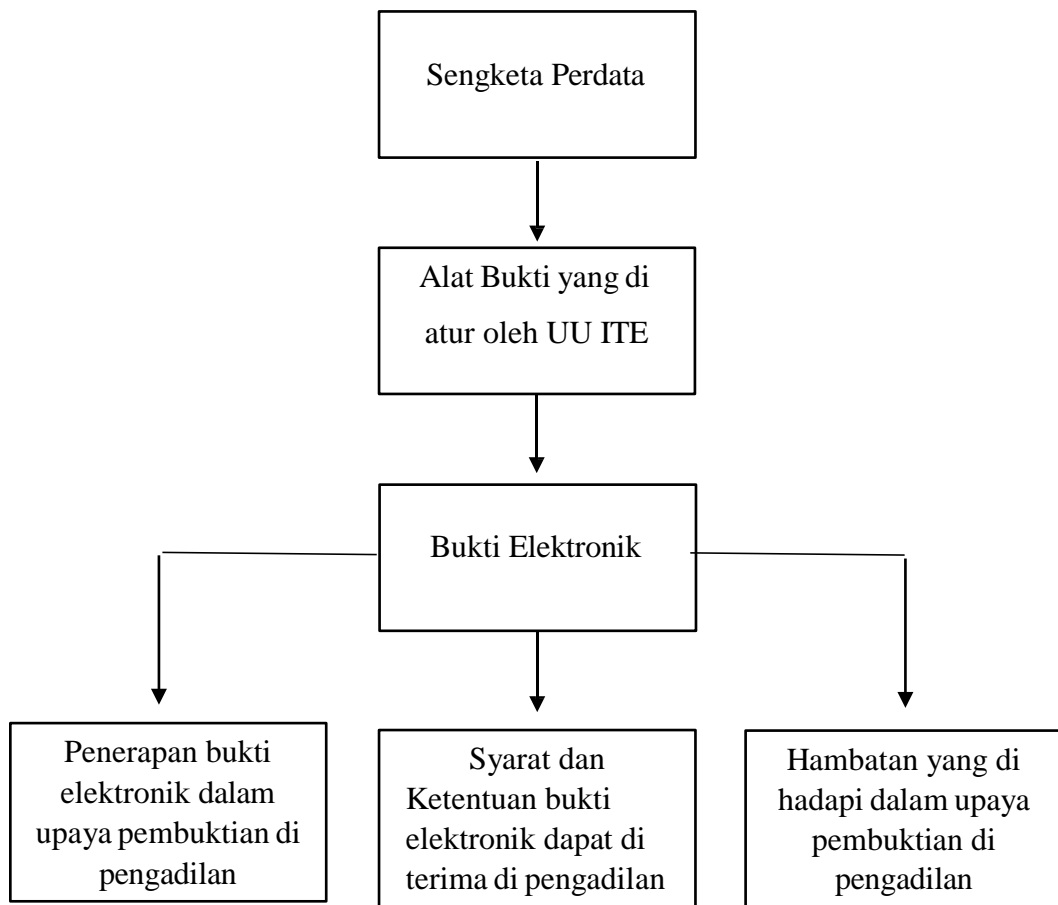 Sengketa Perdata
Alat Bukti yang di
atur oleh UU ITE
Bukti Elektronik
Penerapan bukti
elektronik dalam
upaya pembuktian di
pengadilan
Syarat dan
Ketentuan bukti
elektronik dapat di
terima di pengadilan
Hambatan yang di
hadapi dalam upaya
pembuktian di
pengadilan